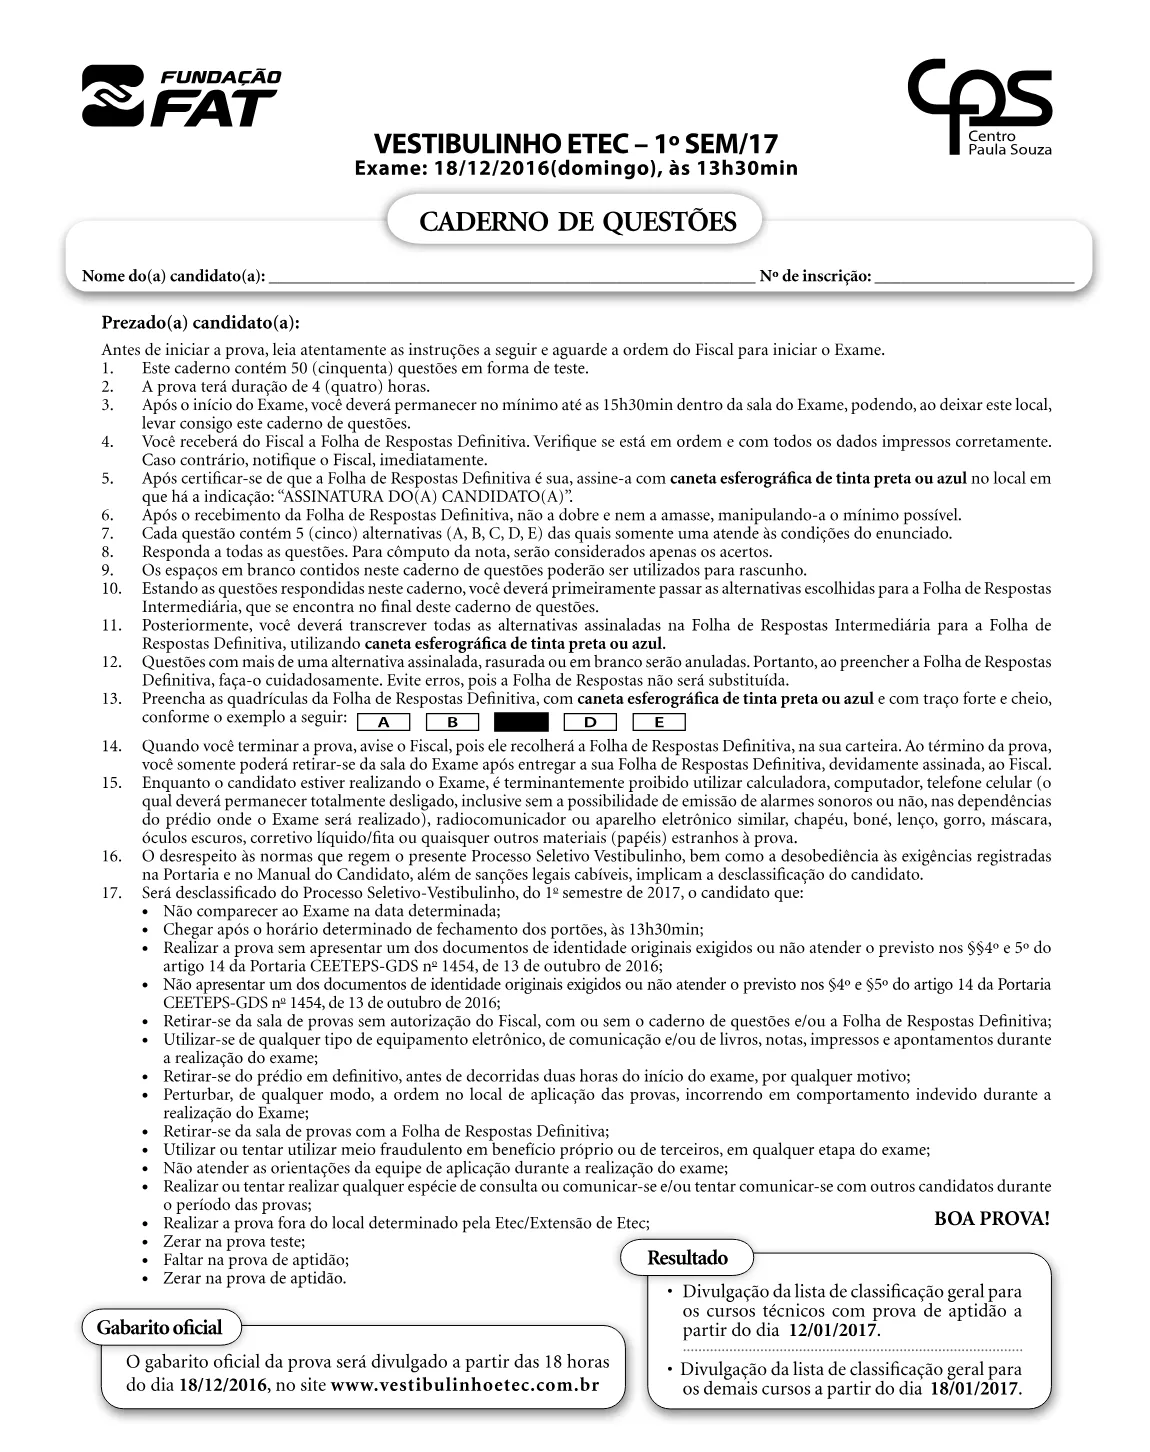 FUNDAÇÃO
FAT
CPS
Centro
Paula Souza
VESTIBULINHO ETEC – 1º SEM/17
Exame: 18/12/2016(domingo), às 13h30min
CADERNO DE QUESTÕES
Nome do(a) candidato(a): ________________ Nº de inscrição: ________________
Prezado(a) candidato(a):
Antes de iniciar a prova, leia atentamente as instruções a seguir e aguarde a ordem do Fiscal para iniciar o Exame.
1. Este caderno contém 50 (cinquenta) questões em forma de teste.
2. A prova terá duração de 4 (quatro) horas.
3. Após o início do Exame, você deverá permanecer no mínimo até as 15h30min dentro da sala do Exame, podendo, ao deixar este local,
levar consigo este caderno de questões.
4. Você receberá do Fiscal a Folha de Respostas Definitiva. Verifique se está em ordem e com todos os dados impressos corretamente.
Caso contrário, notifique o Fiscal, imediatamente.
5. Após certificar-se de que a Folha de Respostas Definitiva é sua, assine-a com caneta esferográfica de tinta preta ou azul no local em
que há a indicação: “ASSINATURA DO(A) CANDIDATO(A)”.
6. Após o recebimento da Folha de Respostas Definitiva, não a dobre e nem a amasse, manipulando-a o mínimo possível.
7. Cada questão contém 5 (cinco) alternativas (A, B, C, D, E) das quais somente uma atende às condições do enunciado.
8. Responda a todas as questões. Para cômputo da nota, serão considerados apenas os acertos.
9. Os espaços em branco contidos neste caderno de questões poderão ser utilizados para rascunho.
10. Estando as questões respondidas neste caderno, você deverá primeiramente passar as alternativas escolhidas para a Folha de Respostas
Intermediária, que se encontra no final deste caderno de questões.
11. Posteriormente, você deverá transcrever todas as alternativas assinaladas na Folha de Respostas Intermediária para a Folha de
Respostas Definitiva, utilizando caneta esferográfica de tinta preta ou azul.
12. Questões com mais de uma alternativa assinalada, rasurada ou em branco serão anuladas. Portanto, ao preencher a Folha de Respostas
Definitiva, faça-o cuidadosamente. Evite erros, pois a Folha de Respostas não será substituída.
13. Preencha as quadrículas da Folha de Respostas Definitiva, com caneta esferográfica de tinta preta ou azul e com traço forte e cheio,
conforme o exemplo a seguir: A B D E
14. Quando você terminar a prova, avise o Fiscal, pois ele recolherá a Folha de Respostas Definitiva, na sua carteira. Ao término da prova,
você somente poderá retirar-se da sala do Exame após entregar a sua Folha de Respostas Definitiva, devidamente assinada, ao Fiscal.
15. Enquanto o candidato estiver realizando o Exame, é terminantemente proibido utilizar calculadora, computador, telefone celular (o
qual deverá permanecer totalmente desligado, inclusive sem a possibilidade de emissão de alarmes sonoros ou não, nas dependências
do prédio onde o Exame será realizado), radiocomunicador ou aparelho eletrônico similar, chapéu, boné, lenço, gorro, máscara,
óculos escuros, corretivo líquido/fita ou quaisquer outros materiais (papéis) estranhos à prova.
16. O desrespeito às normas que regem o presente Processo Seletivo Vestibulinho, bem como a desobediência às exigências registradas
na Portaria e no Manual do Candidato, além de sanções legais cabíveis, implicam a desclassificação do candidato.
17. Será desclassificado do Processo Seletivo-Vestibulinho, do 1º semestre de 2017, o candidato que:
• Não comparecer ao Exame na data determinada;
• Chegar após o horário determinado de fechamento dos portões, às 13h30min;
• Realizar a prova sem apresentar um dos documentos de identidade originais exigidos ou não atender o previsto nos §§4º e 5º do
artigo 14 da Portaria CEETEPS-GDS nº 1454, de 13 de outubro de 2016;
• Não apresentar um dos documentos de identidade originais exigidos ou não atender o previsto nos §4º e §5º do artigo 14 da Portaria
CEETEPS-GDS nº 1454, de 13 de outubro de 2016;
• Retirar-se da sala de provas sem autorização do Fiscal, com ou sem o caderno de questões e/ou a Folha de Respostas Definitiva;
• Utilizar-se de qualquer tipo de equipamento eletrônico, de comunicação e/ou de livros, notas, impressos e apontamentos durante
a realização do exame;
• Retirar-se do prédio em definitivo, antes de decorridas duas horas do início do exame, por qualquer motivo;
• Perturbar, de qualquer modo, a ordem no local de aplicação das provas, incorrendo em comportamento indevido durante a
realização do Exame;
• Retirar-se da sala de provas com a Folha de Respostas Definitiva;
• Utilizar ou tentar utilizar meio fraudulento em benefício próprio ou de terceiros, em qualquer etapa do exame;
• Não atender as orientações da equipe de aplicação durante a realização do exame;
• Realizar ou tentar realizar qualquer espécie de consulta ou comunicar-se e/ou tentar comunicar-se com outros candidatos durante
o período das provas;
• Realizar a prova fora do local determinado pela Etec/Extensão de Etec;
• Zerar na prova teste;
• Faltar na prova de aptidão;
• Zerar na prova de aptidão.
BOA PROVA!
Gabarito oficial
O gabarito oficial da prova será divulgado a partir das 18 horas
do dia 18/12/2016, no site www.vestibulinhoetec.com.br
Resultado
• Divulgação da lista de classificação geral para
os cursos técnicos com prova de aptidão a
partir do dia 12/01/2017.
• Divulgação da lista de classificação geral para
os demais cursos a partir do dia 18/01/2017.